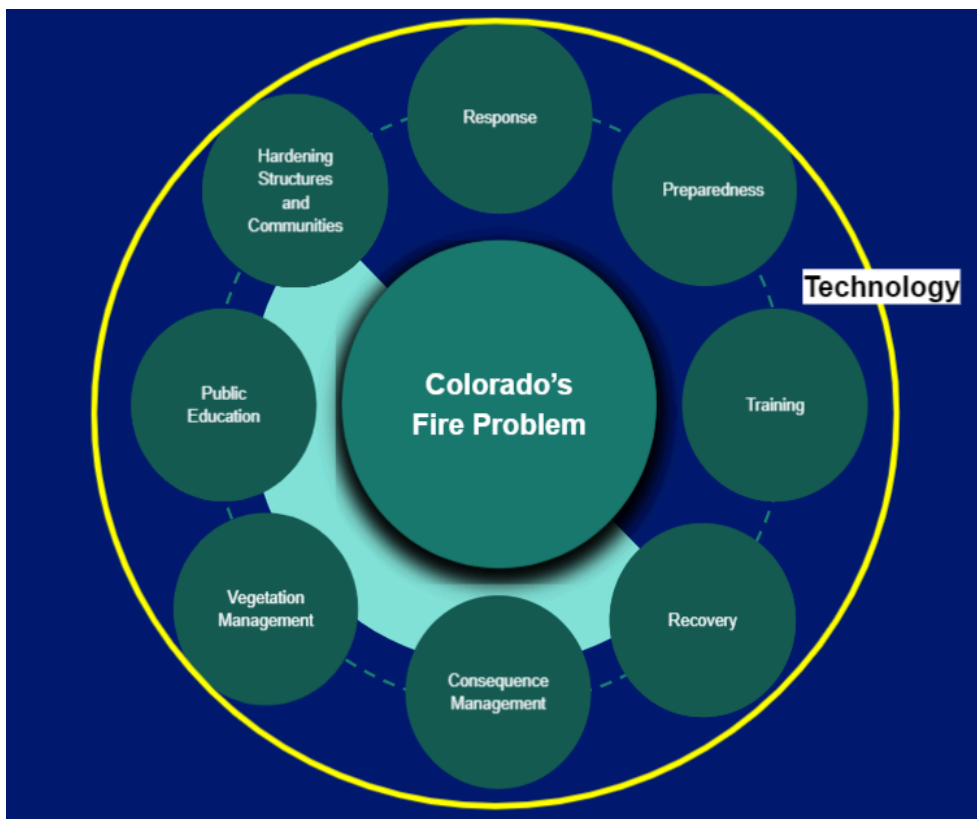 Response
Hardening
Structures
and
Communities
Preparedness
Technology
Colorado’s
Fire Problem
Public
Education
Training
Vegetation
Management
Recovery
Consequence
Management